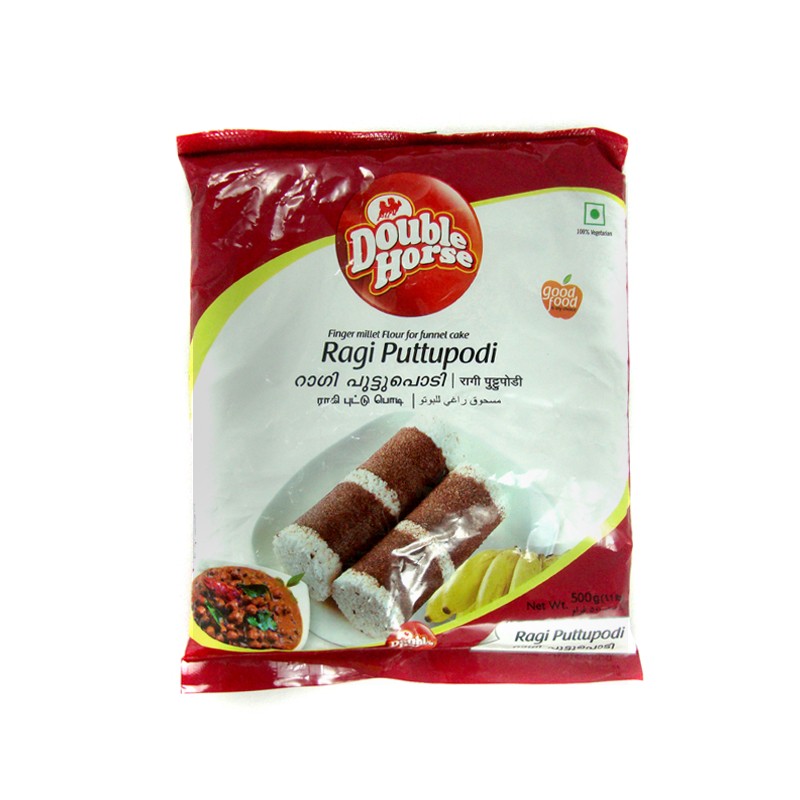 Double
Horse
100% Vegetarian
good
food
Finger millet Flour for funnel cake
Ragi Puttupodi
റാഗി പുട്ടുപൊടി | रागी पुट्टुपोडी
ராகி புட்டு பொடி | مسحوق راغي للبوتو
Net Wt. 500g
Double
Ragi Puttupodi
റാഗി പുട്ടുപൊടി